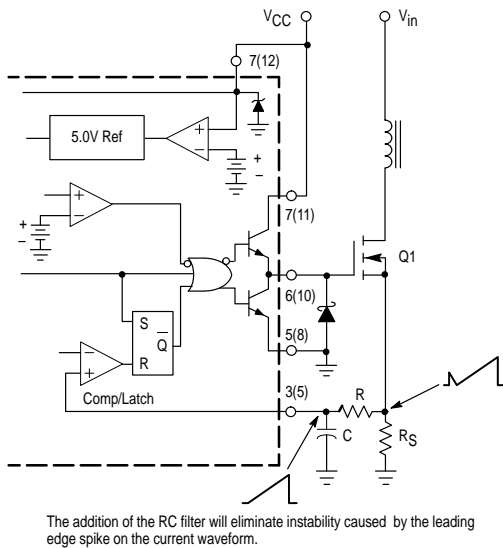 VCC
Vin
7(12)
5.0V Ref
+
−
+
−
+
−
+
−
7(11)
Q1
6(10)
S
Q
R
5(8)
−
+
Comp/Latch
3(5)
R
C
RS
The addition of the RC filter will eliminate instability caused by the leading
edge spike on the current waveform.